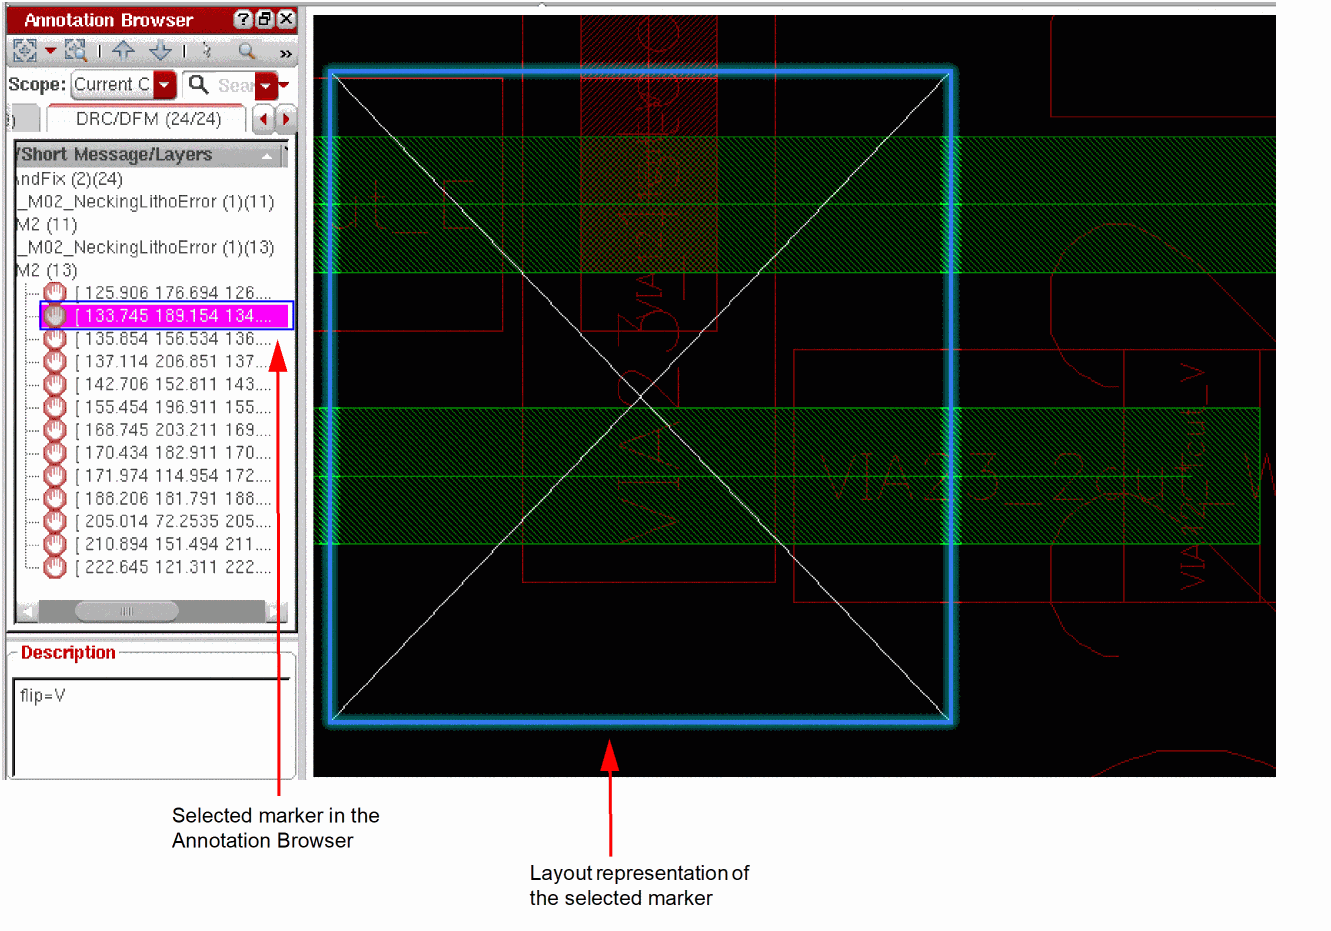 Annotation Browser
Scope: Current C Sear
DRC/DFM (24/24)
/Short Message/Layers
ndFix (2)(24)
_M02_NeckingLithoError (1)(11)
M2 (11)
_M02_NeckingLithoError (1)(13)
M2 (13)
[ 125.906 176.694 126....
[ 133.745 189.154 134....
[ 135.854 156.534 136....
[ 137.114 206.851 137....
[ 142.706 152.811 143....
[ 155.454 196.911 155....
[ 168.745 203.211 169....
[ 170.434 182.911 170....
[ 171.974 114.954 172....
[ 188.206 181.791 188....
[ 205.014 72.2535 205....
[ 210.894 151.494 211....
[ 222.645 121.311 222....
Description
flip=V
VIA23_2cut_
Selected marker in the
Annotation Browser
Layout representation of
the selected marker